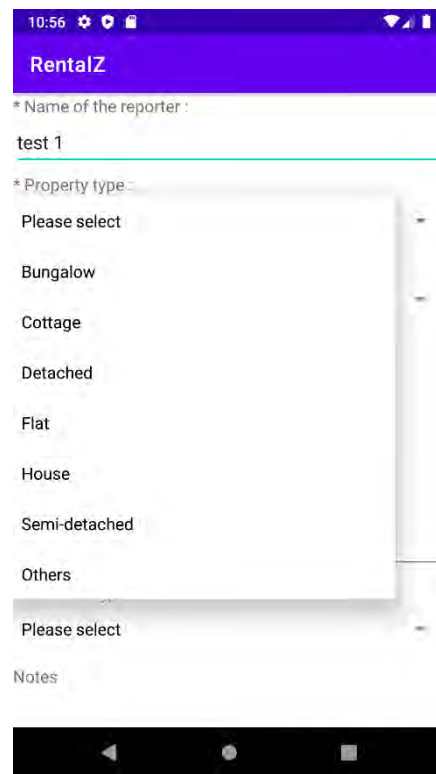 10:56
RentalZ
* Name of the reporter :
test 1
* Property type :
Please select
Bungalow
Cottage
Detached
Flat
House
Semi-detached
Others
Please select
Notes